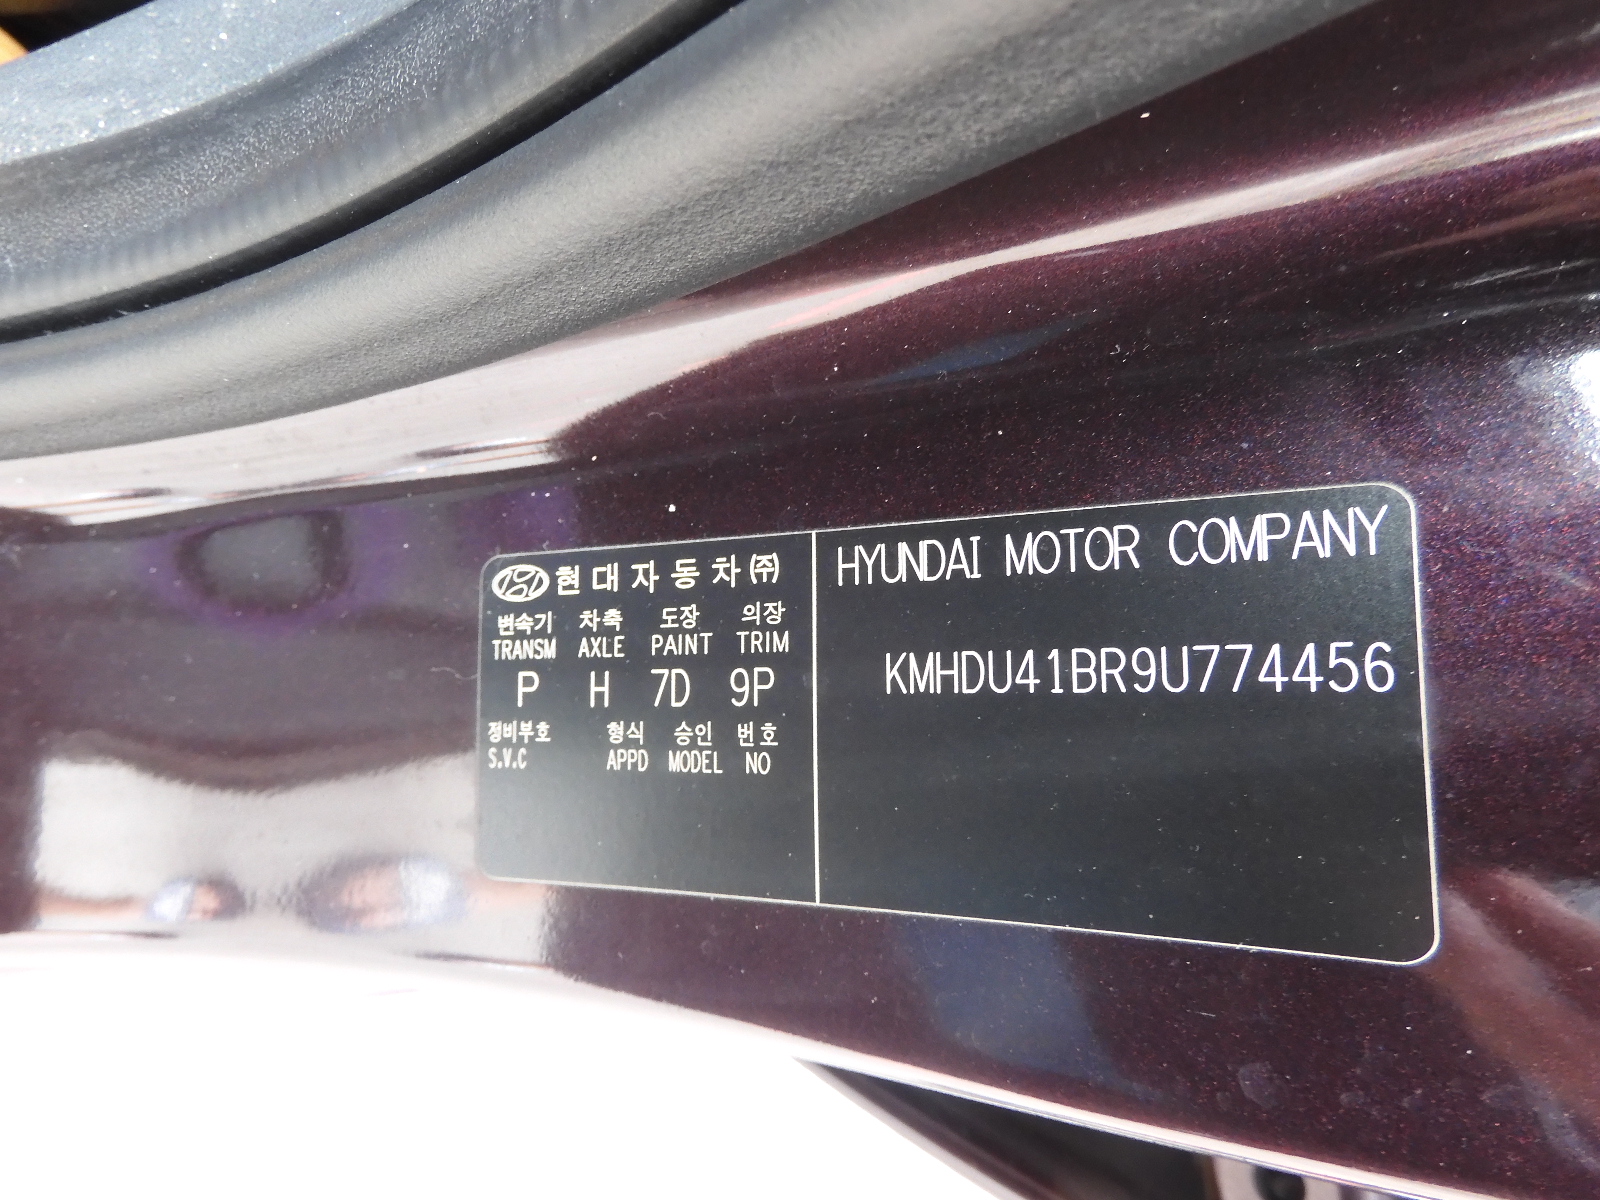 현대자동차㈜
변속기 차축 도장 의장
TRANSM AXLE PAINT TRIM
P H 7D 9P
정비부호 형식 승인 번호
S.V.C APPD MODEL NO
HYUNDAI MOTOR COMPANY
KMHDU41BR9U774456